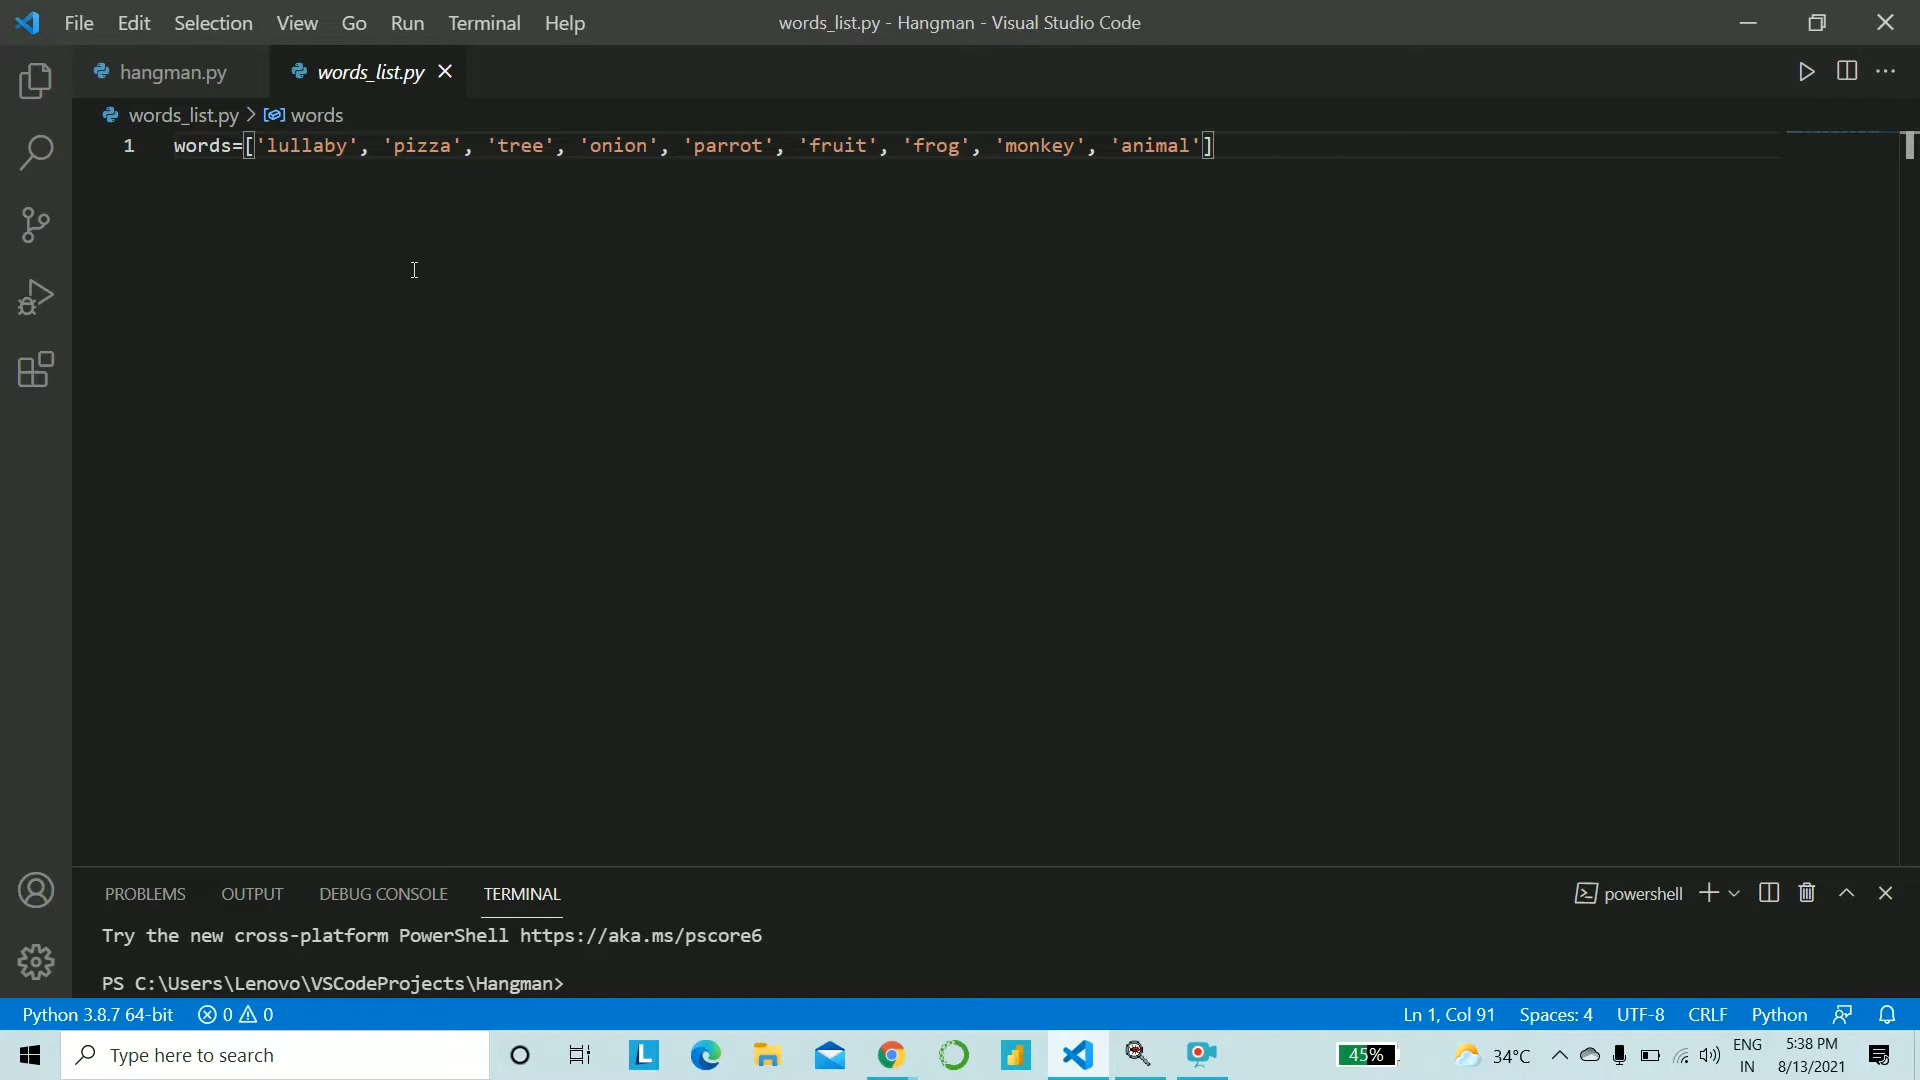 File Edit Selection View Go Run Terminal Help words_list.py - Hangman - Visual Studio Code
hangman.py words_list.py
words_list.py > words
1 words=['lullaby', 'pizza', 'tree', 'onion', 'parrot', 'fruit', 'frog', 'monkey', 'animal']
PROBLEMS OUTPUT DEBUG CONSOLE TERMINAL powershell
Try the new cross-platform PowerShell https://aka.ms/pscore6
PS C:\Users\Lenovo\VSCodeProjects\Hangman>
Python 3.8.7 64-bit 0 0 Ln 1, Col 91 Spaces: 4 UTF-8 CRLF Python
Type here to search L 45% 34°C ENG 5:38 PM
IN 8/13/2021